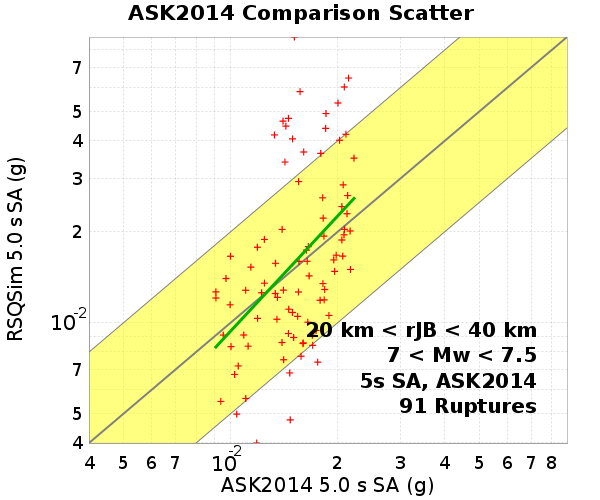 ASK2014 Comparison Scatter
RSQSim 5.0 s SA (g)
7
5
4
3
2
10-2
7
5
4
20 km < rJB < 40 km
7 < Mw < 7.5
5s SA, ASK2014
91 Ruptures
4 5 6 7 10-2 2 3 4 5 6 7 8
ASK2014 5.0 s SA (g)